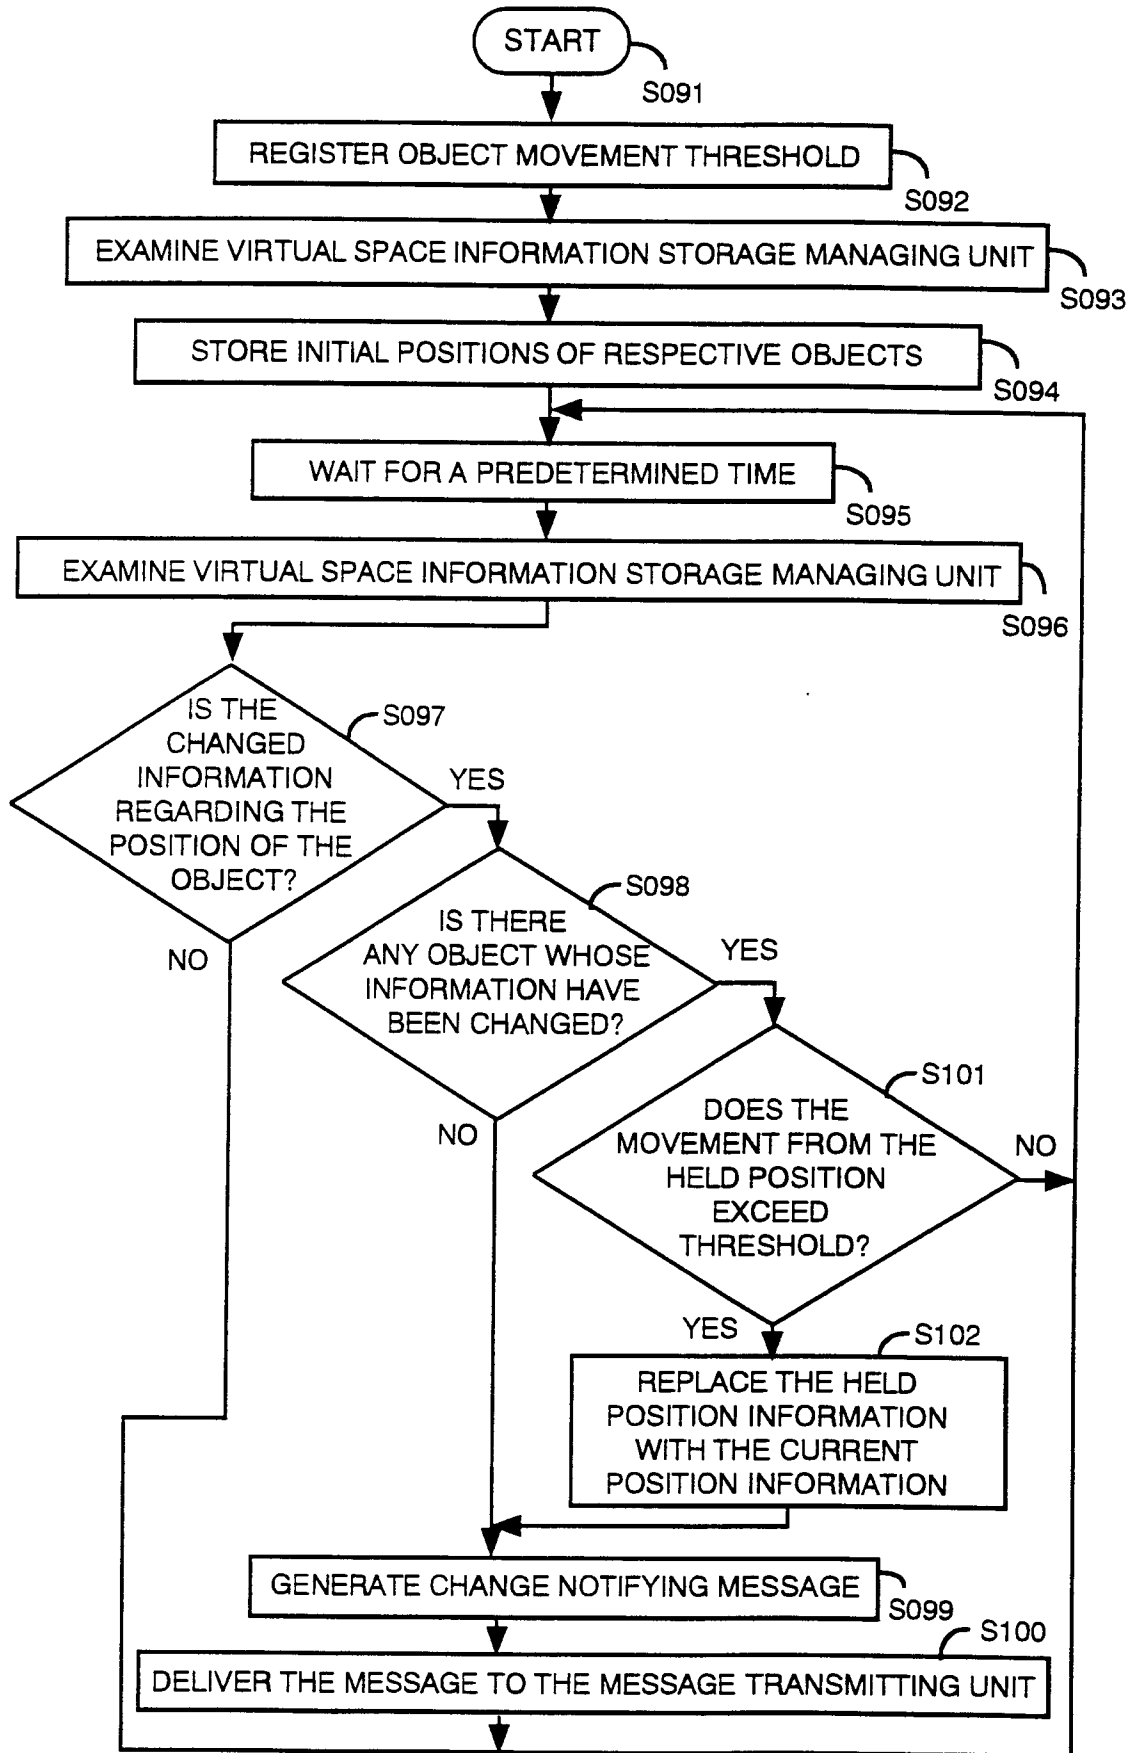 START
S091
REGISTER OBJECT MOVEMENT THRESHOLD
S092
EXAMINE VIRTUAL SPACE INFORMATION STORAGE MANAGING UNIT
S093
STORE INITIAL POSITIONS OF RESPECTIVE OBJECTS
S094
WAIT FOR A PREDETERMINED TIME
S095
EXAMINE VIRTUAL SPACE INFORMATION STORAGE MANAGING UNIT
S096
IS THE
CHANGED
INFORMATION
REGARDING THE
POSITION OF THE
OBJECT?
S097
YES
NO
IS THERE
ANY OBJECT WHOSE
INFORMATION HAVE
BEEN CHANGED?
S098
YES
NO
DOES THE
MOVEMENT FROM THE
HELD POSITION
EXCEED
THRESHOLD?
S101
NO
YES
S102
REPLACE THE HELD
POSITION INFORMATION
WITH THE CURRENT
POSITION INFORMATION
GENERATE CHANGE NOTIFYING MESSAGE
S099
S100
DELIVER THE MESSAGE TO THE MESSAGE TRANSMITTING UNIT